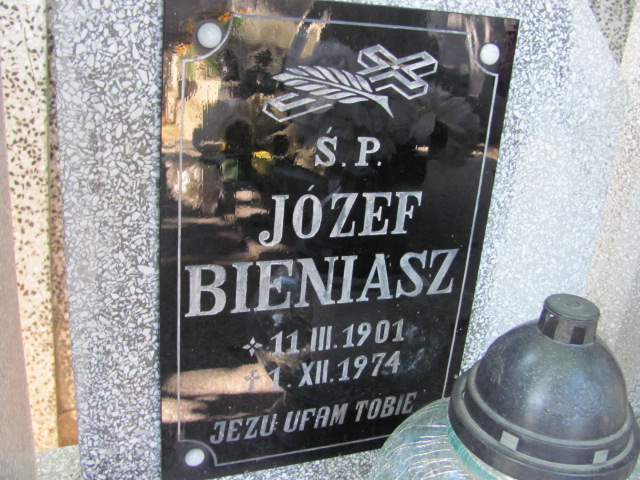 Ś.P.
JÓZEF
BIENIASZ
11 III.1901
† 1.XII.1974
JEZU UFAM TOBIE